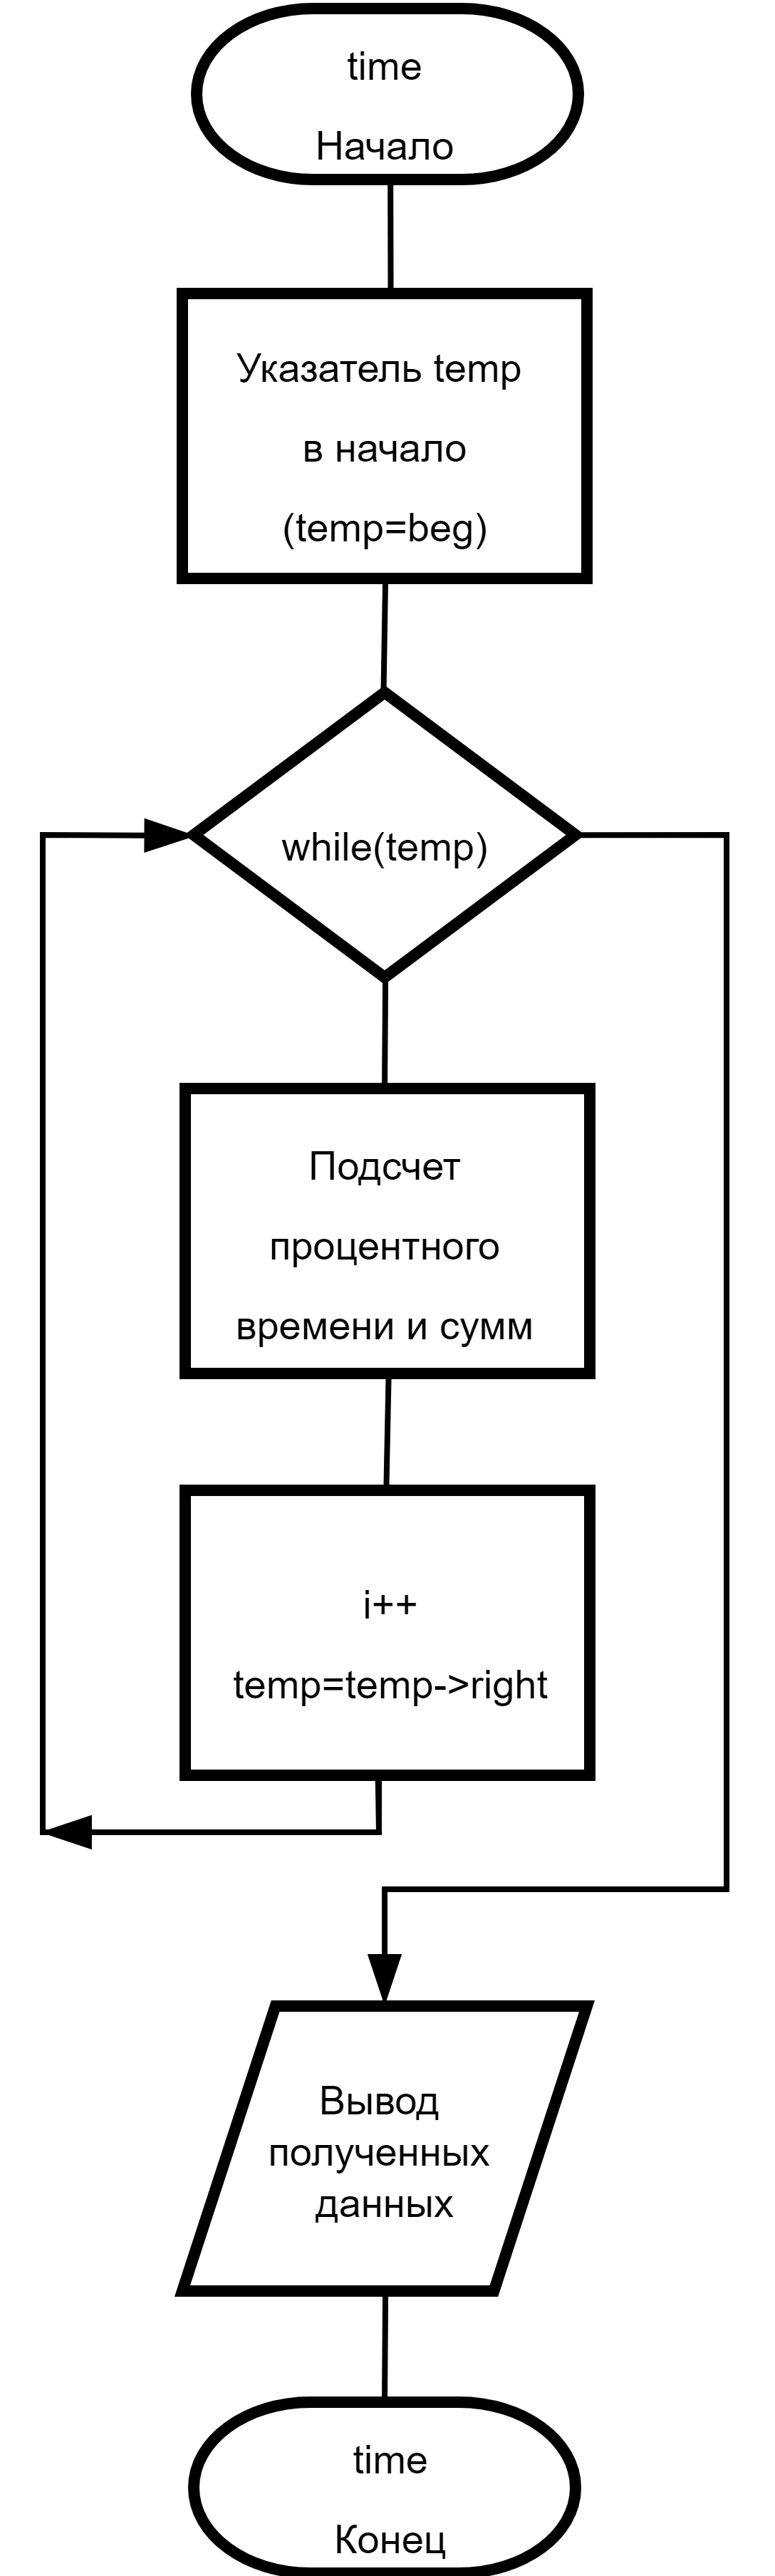 time
Начало
Указатель temp
в начало
(temp=beg)
while(temp)
Подсчет
процентного
времени и сумм
i++
temp=temp->right
Вывод
полученных
данных
time
Конец